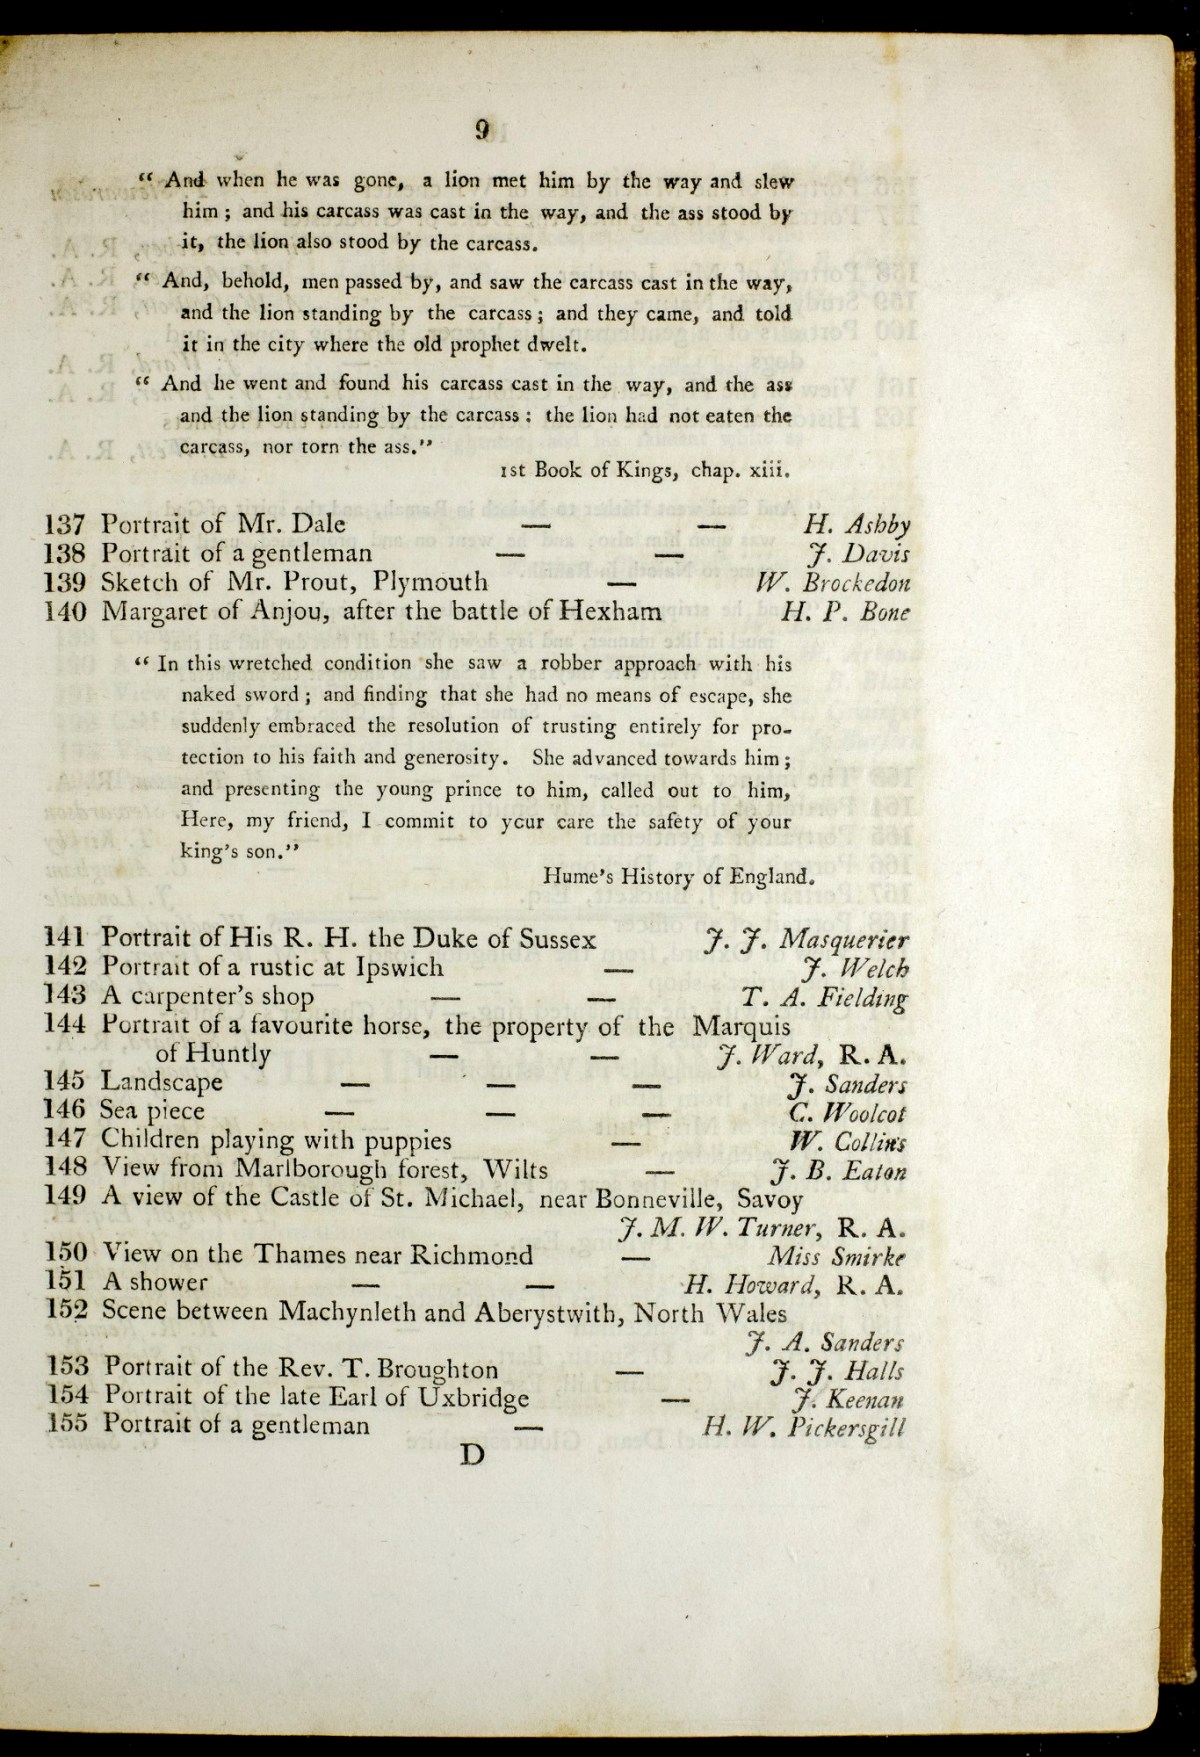 9
“ And when he was gone, a lion met him by the way and slew
him ; and his carcass was cast in the way, and the ass stood by
it, the lion also stood by the carcass.
“ And, behold, men passed by, and saw the carcass cast in the way,
and the lion standing by the carcass ; and they came, and told
it in the city where the old prophet dwelt.
“ And he went and found his carcass cast in the way, and the ass
and the lion standing by the carcass : the lion had not eaten the
carcass, nor torn the ass.”
1st Book of Kings, chap. xiii.
137 Portrait of Mr. Dale — — H. Ashby
138 Portrait of a gentleman — — J. Davis
139 Sketch of Mr. Prout, Plymouth — W. Brockedon
140 Margaret of Anjou, after the battle of Hexham H. P. Bone
“ In this wretched condition she saw a robber approach with his
naked sword ; and finding that she had no means of escape, she
suddenly embraced the resolution of trusting entirely for pro-
tection to his faith and generosity. She advanced towards him ;
and presenting the young prince to him, called out to him,
Here, my friend, I commit to your care the safety of your
king’s son.”
Hume’s History of England.
141 Portrait of His R. H. the Duke of Sussex J. J. Masquerier
142 Portrait of a rustic at Ipswich — J. Welch
143 A carpenter’s shop — — T. A. Fielding
144 Portrait of a favourite horse, the property of the Marquis
of Huntly — — J. Ward, R. A.
145 Landscape — — — J. Sanders
146 Sea piece — — — C. Woolcot
147 Children playing with puppies — W. Collins
148 View from Marlborough forest, Wilts — J. B. Eaton
149 A view of the Castle of St. Michael, near Bonneville, Savoy
J. M. W. Turner, R. A.
150 View on the Thames near Richmond — Miss Smirke
151 A shower — — H. Howard, R. A.
152 Scene between Machynleth and Aberystwith, North Wales
J. A. Sanders
153 Portrait of the Rev. T. Broughton — J. J. Halls
154 Portrait of the late Earl of Uxbridge — J. Keenan
155 Portrait of a gentleman — H. W. Pickersgill
D